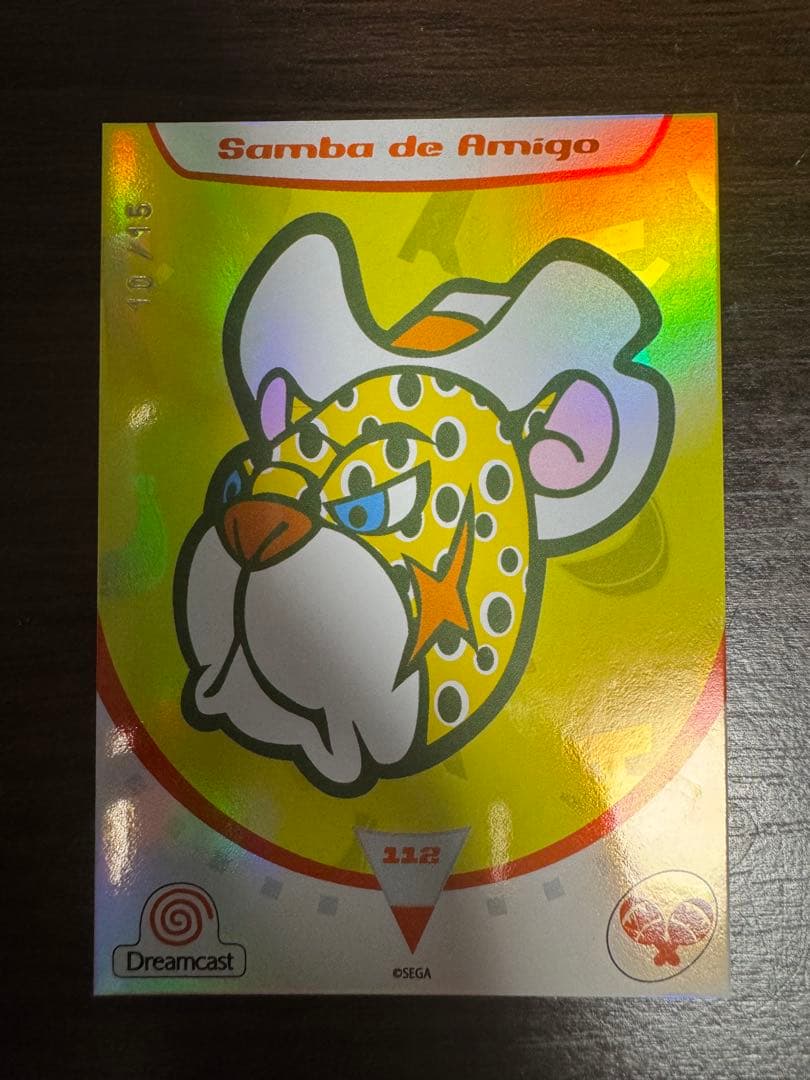 Samba de Amigo
10 /15
112
Dreamcast
©SEGA